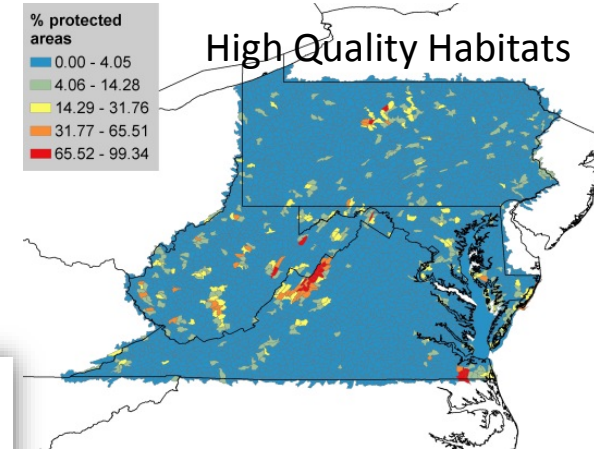 % protected
areas
0.00 - 4.05
4.06 - 14.28
14.29 - 31.76
31.77 - 65.51
65.52 - 99.34
High Quality Habitats